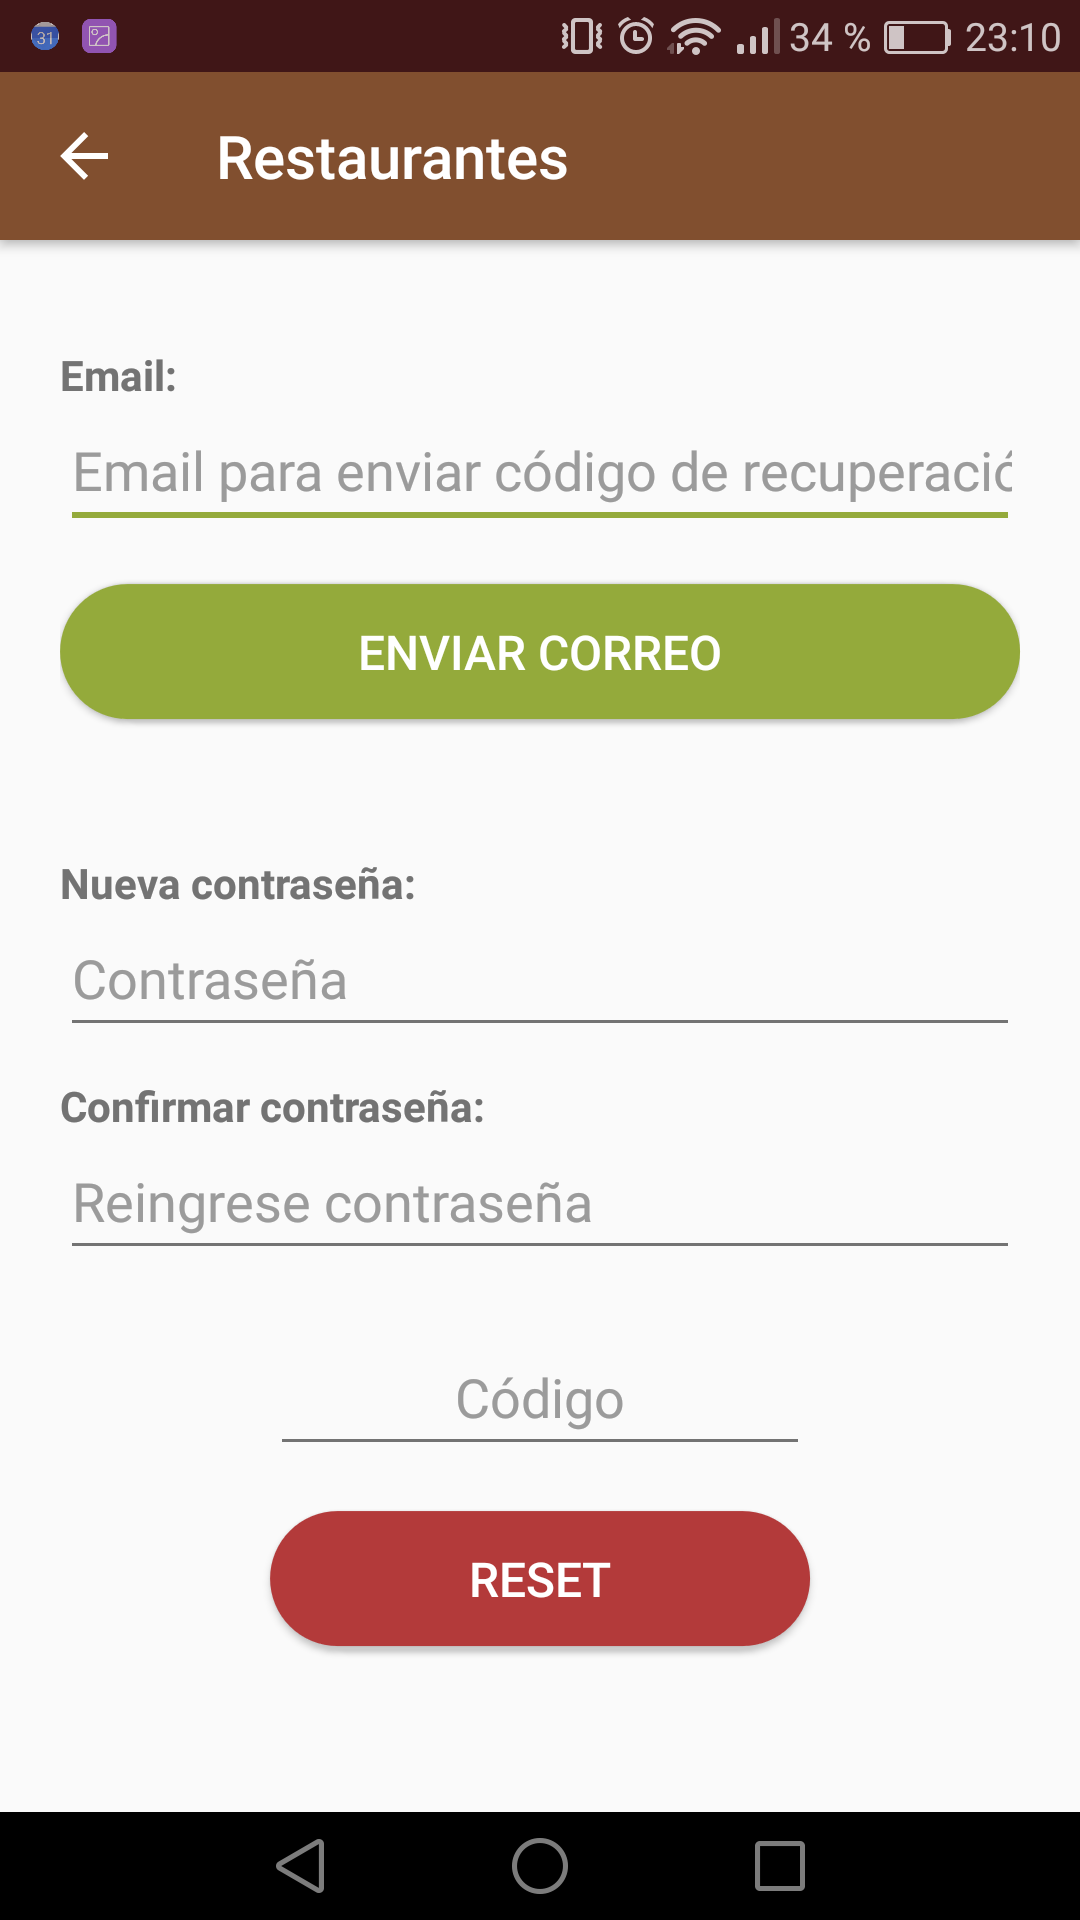 31
34 %
23:10
Restaurantes
Email:
Email para enviar código de recuperació
ENVIAR CORREO
Nueva contraseña:
Contraseña
Confirmar contraseña:
Reingrese contraseña
Código
RESET